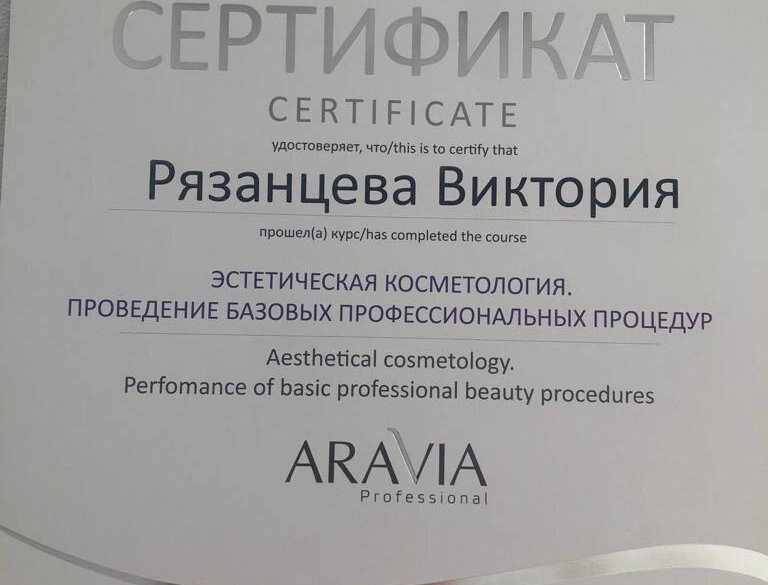 СЕРТИФИКАТ
CERTIFICATE
удостоверяет, что/this is to certify that
Рязанцева Виктория
прошел(а) курс/has completed the course
ЭСТЕТИЧЕСКАЯ КОСМЕТОЛОГИЯ.
ПРОВЕДЕНИЕ БАЗОВЫХ ПРОФЕССИОНАЛЬНЫХ ПРОЦЕДУР
Aesthetical cosmetology.
Perfomance of basic professional beauty procedures
ARAVIA
Professional